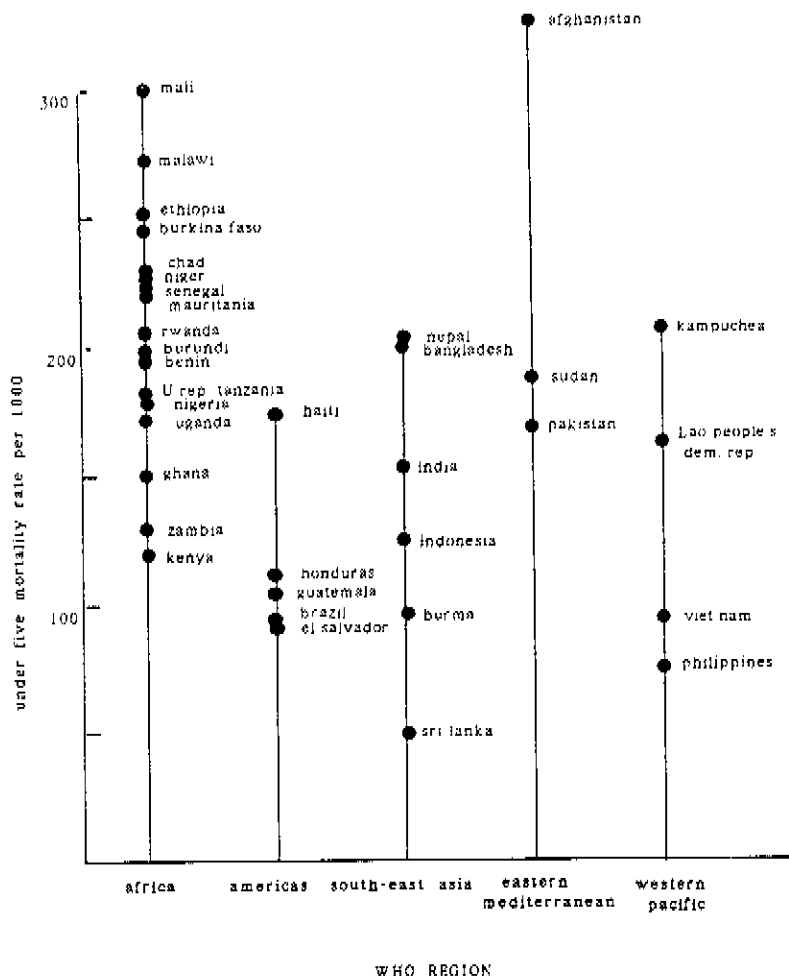 afghanistan
300
mali
malawi
ethiopia
burkina faso
chad
niger
senegal
mauritania
rwanda
burundi
benin
U rep. tanzania
nigeria
uganda
ghana
zambia
kenya
haiti
honduras
guatemala
brazil
el salvador
nepal
bangladesh
india
indonesia
burma
sri lanka
sudan
pakistan
kampuchea
Lao people's
dem. rep
viet nam
philippines
200
100
under five mortality rate per 1000
africa
americas
south-east asia
eastern
mediterranean
western
pacific
WHO REGION